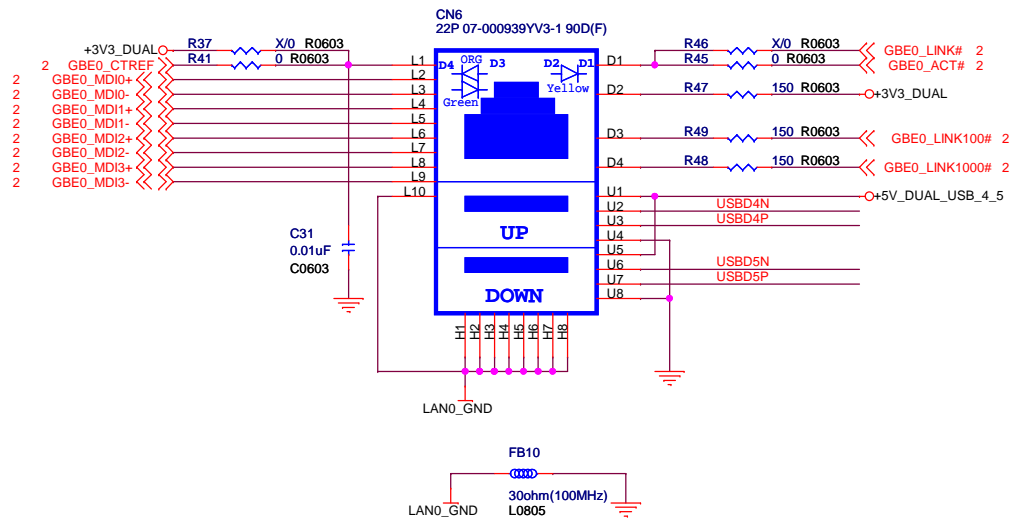 CN6
22P 07-000939YV3-1 90D(F)
+3V3_DUAL R37 X/0 R0603
2 GBE0_CTREF R41 0 R0603
2 GBE0_MDI0+
2 GBE0_MDI0-
2 GBE0_MDI1+
2 GBE0_MDI1-
2 GBE0_MDI2+
2 GBE0_MDI2-
2 GBE0_MDI3+
2 GBE0_MDI3-
L1
L2
L3
L4
L5
L6
L7
L8
L9
L10
D4 ORG D3 D2 D1
Green Yellow
UP
DOWN
D1
D2
D3
D4
U1
U2
U3
U4
U5
U6
U7
U8
R46 X/0 R0603 GBE0_LINK# 2
R45 0 R0603 GBE0_ACT# 2
R47 150 R0603 +3V3_DUAL
R49 150 R0603 GBE0_LINK100# 2
R48 150 R0603 GBE0_LINK1000# 2
+5V_DUAL_USB_4_5
USBD4N
USBD4P
USBD5N
USBD5P
C31
0.01uF
C0603
H1 H2 H3 H4 H5 H6 H7 H8
LAN0_GND
FB10
30ohm(100MHz)
LAN0_GND L0805